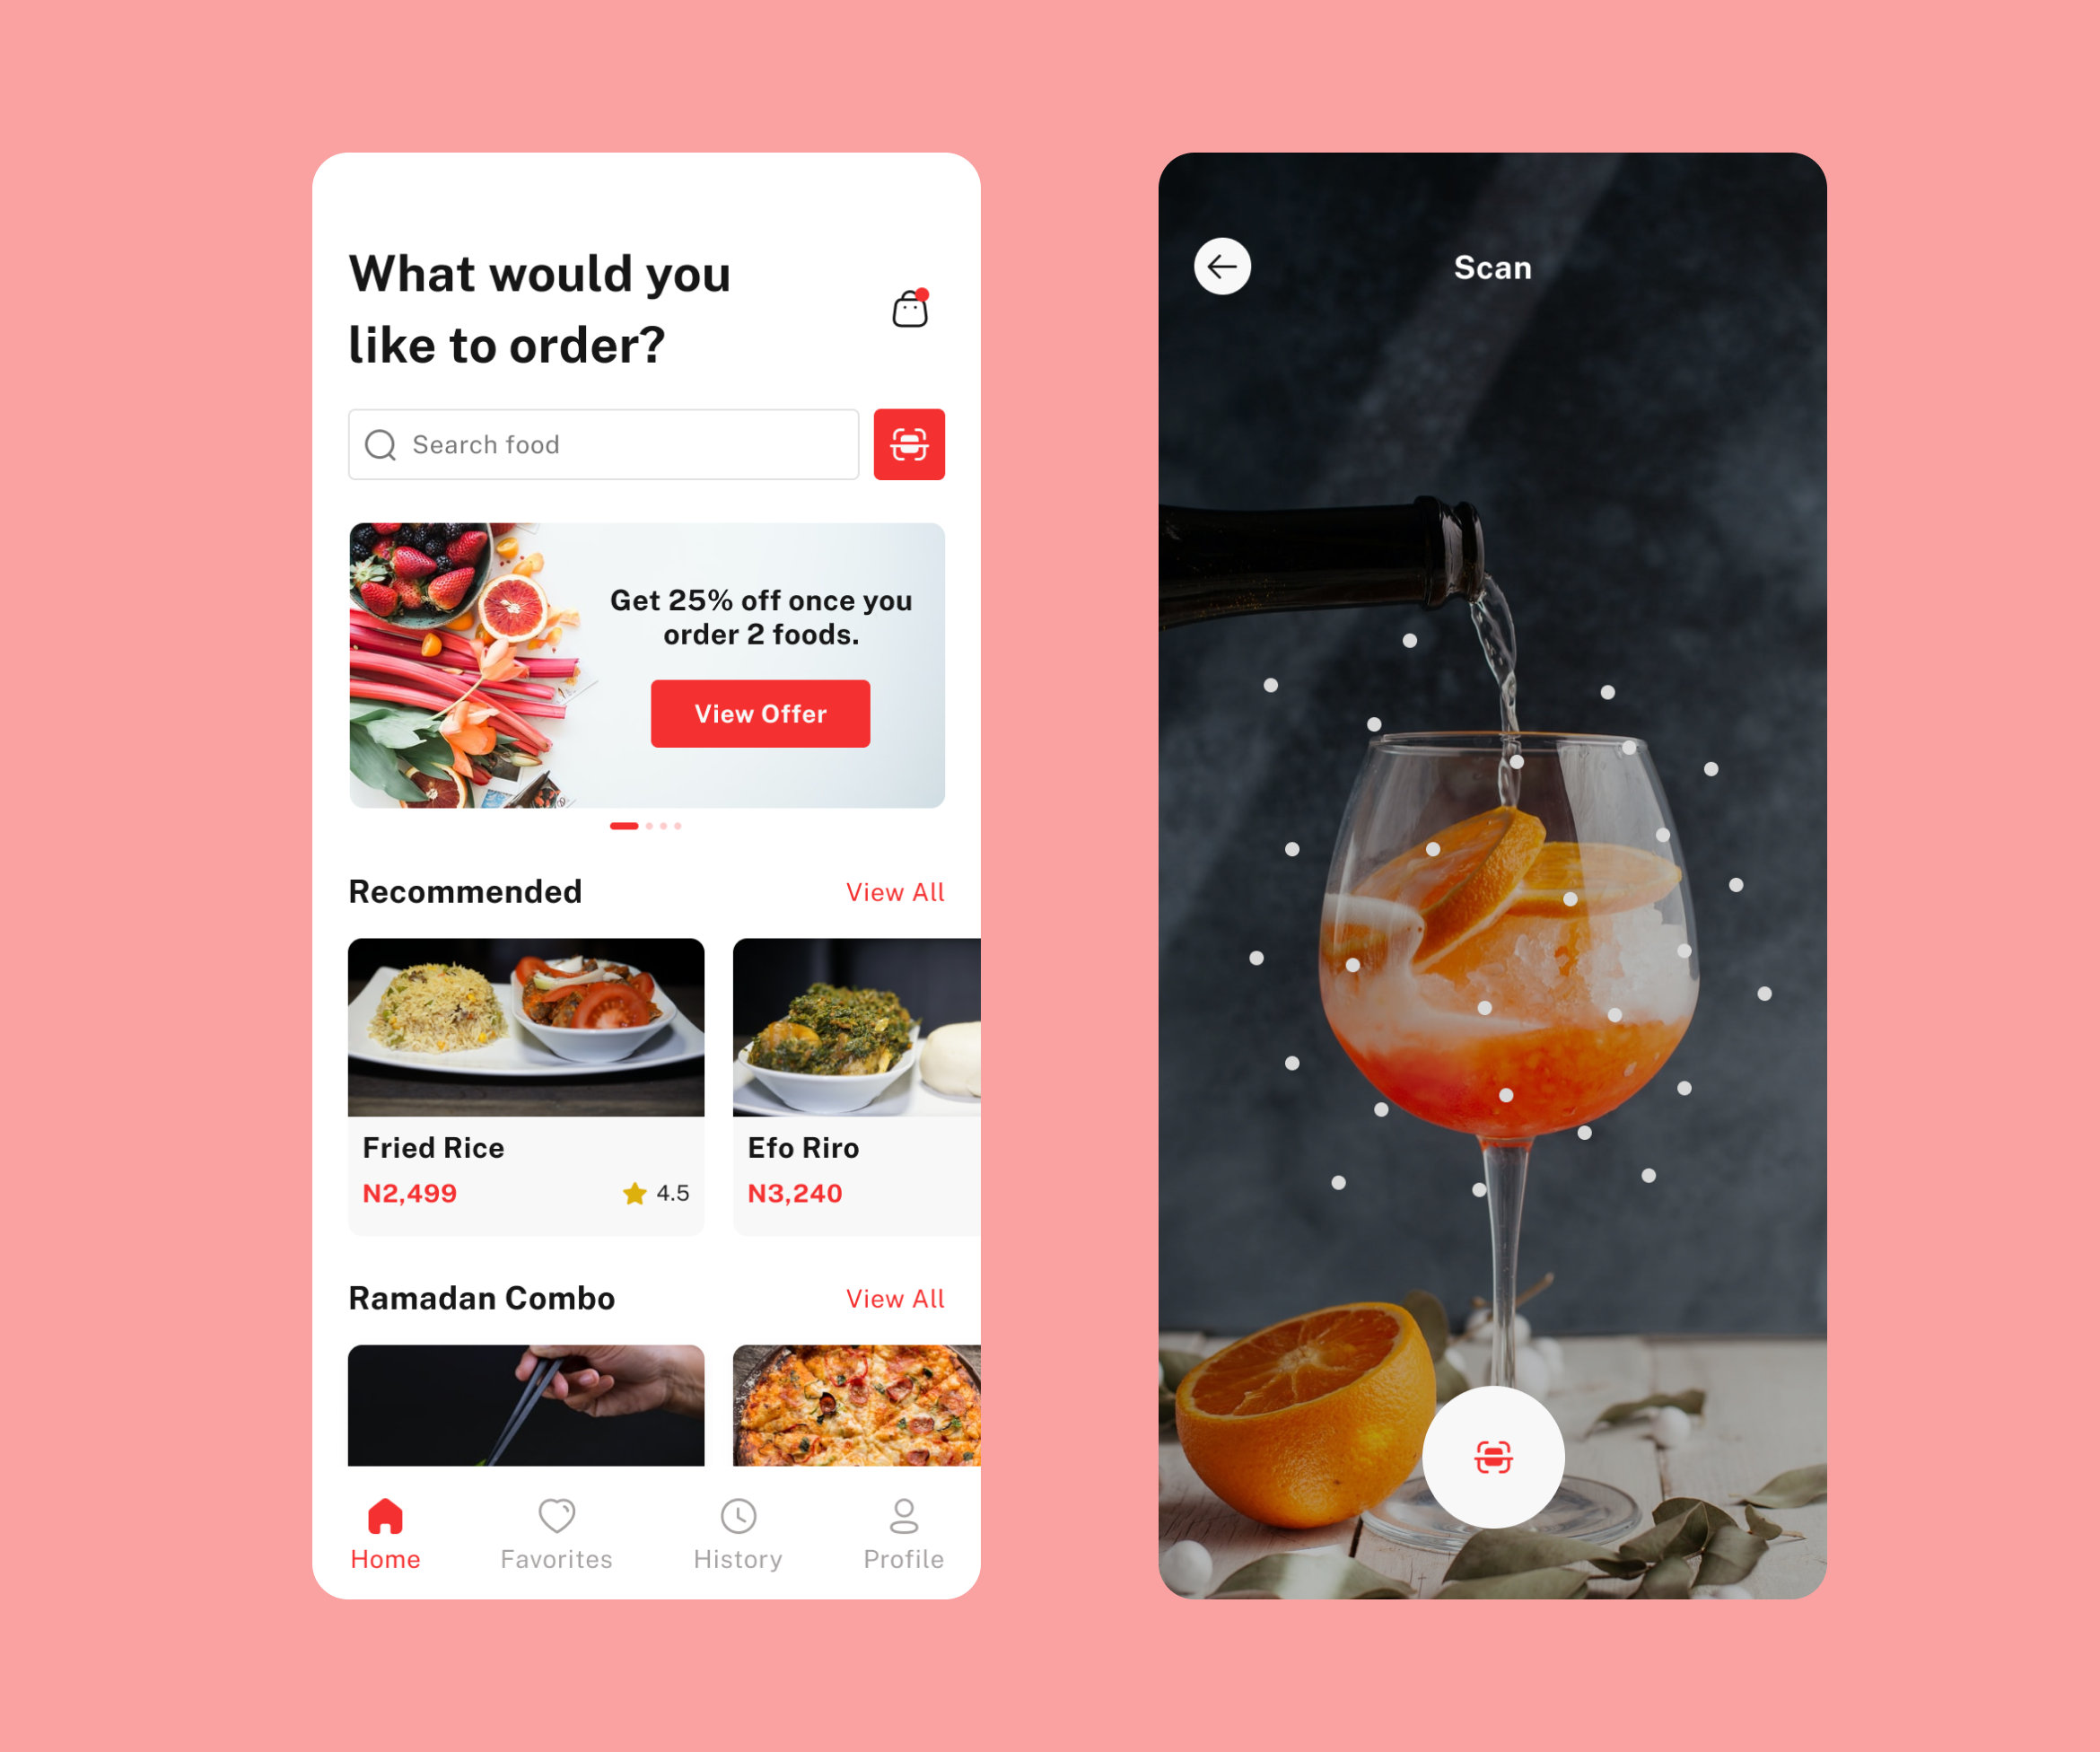 What would you
like to order?
Search food
Get 25% off once you
order 2 foods.
View Offer
Recommended
View All
Fried Rice
N2,499
4.5
Efo Riro
N3,240
Ramadan Combo
View All
Home
Favorites
History
Profile
Scan